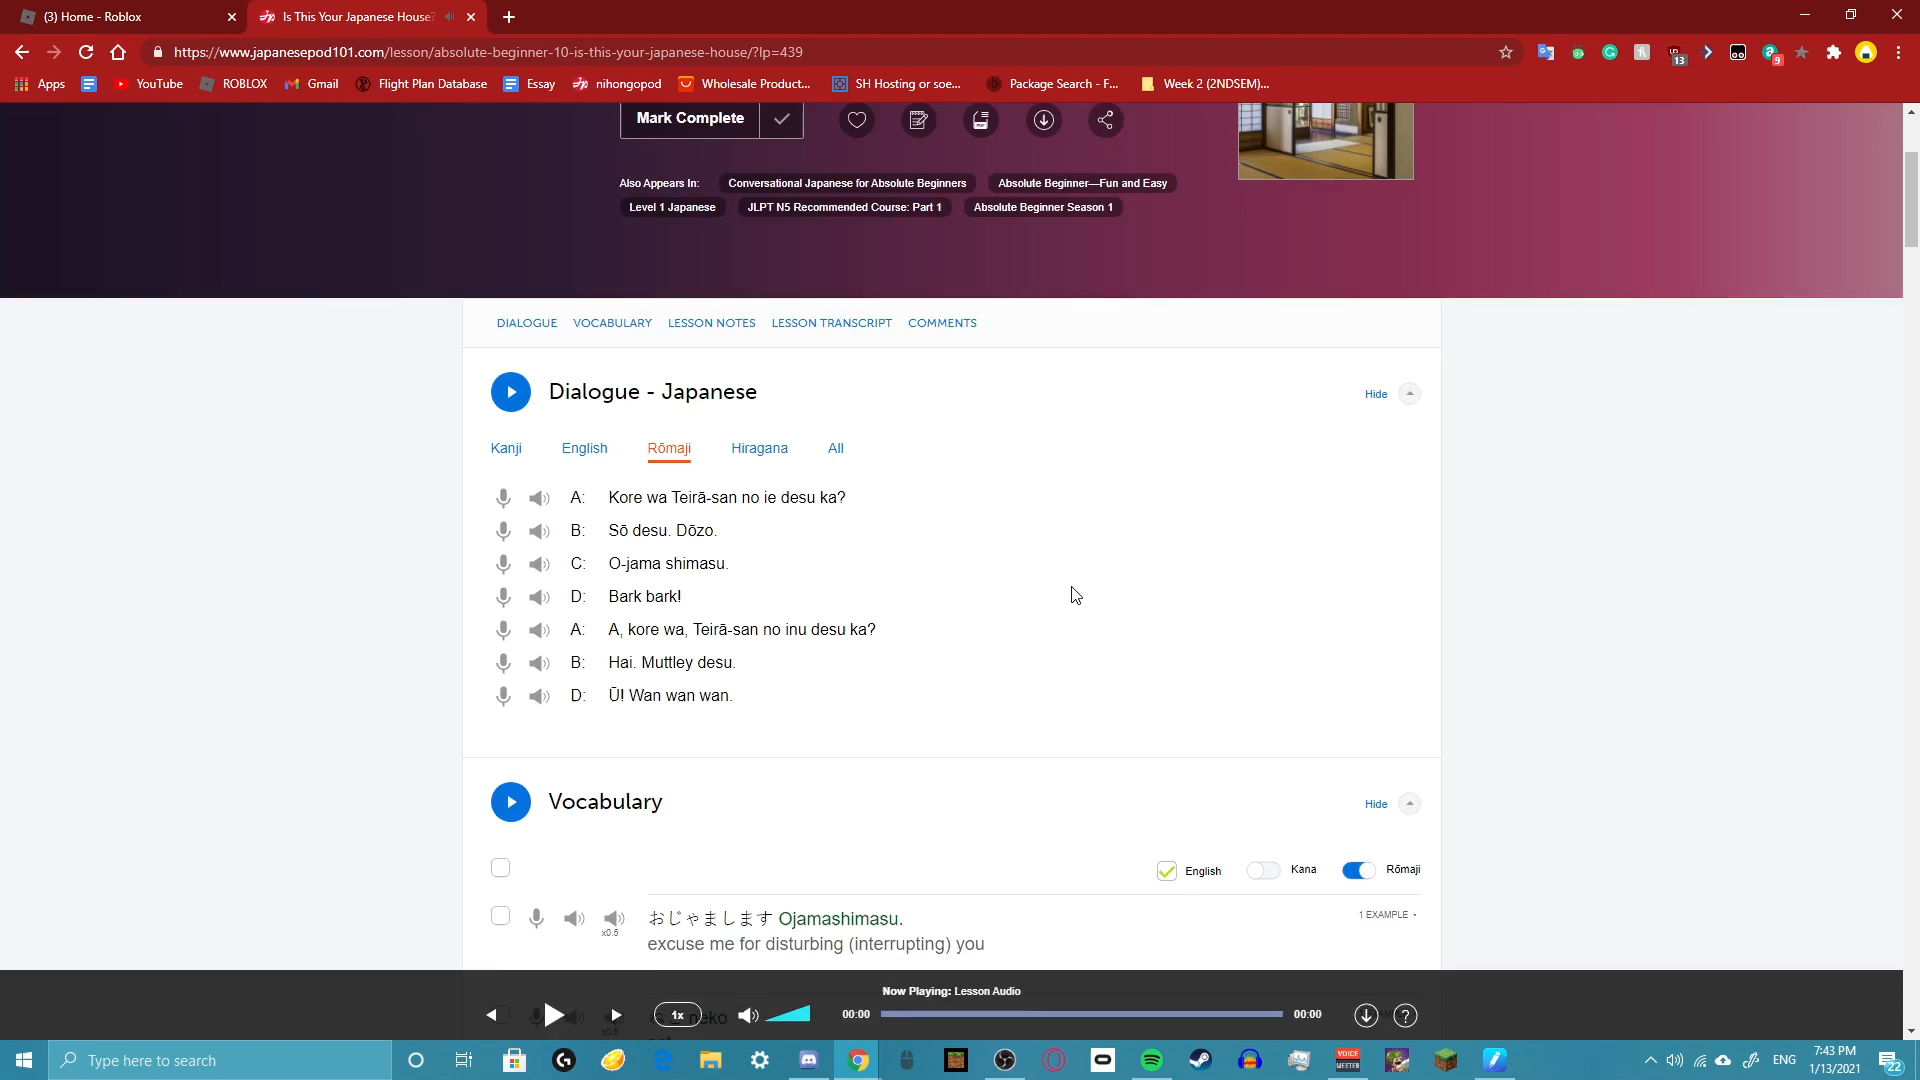 (3) Home - Roblox
Is This Your Japanese House?
https://www.japanesepod101.com/lesson/absolute-beginner-10-is-this-your-japanese-house/?lp=439
13
9
Apps YouTube ROBLOX Gmail Flight Plan Database Essay nihongopod Wholesale Product... SH Hosting or soe... Package Search - F... Week 2 (2NDSEM)...
Mark Complete
Also Appears In: Conversational Japanese for Absolute Beginners Absolute Beginner—Fun and Easy
Level 1 Japanese JLPT N5 Recommended Course: Part 1 Absolute Beginner Season 1
DIALOGUE VOCABULARY LESSON NOTES LESSON TRANSCRIPT COMMENTS
Dialogue - Japanese
Hide
Kanji English Rōmaji Hiragana All
A: Kore wa Teirā-san no ie desu ka?
B: Sō desu. Dōzo.
C: O-jama shimasu.
D: Bark bark!
A: A, kore wa, Teirā-san no inu desu ka?
B: Hai. Muttley desu.
D: Ū! Wan wan wan.
Vocabulary
Hide
English Kana Rōmaji
おじゃまします Ojamashimasu.
1 EXAMPLE
x0.5
excuse me for disturbing (interrupting) you
Now Playing: Lesson Audio
1x
neko
00:00
00:00
?
Type here to search
VOICE MEETER
ENG
7:43 PM
1/13/2021
22